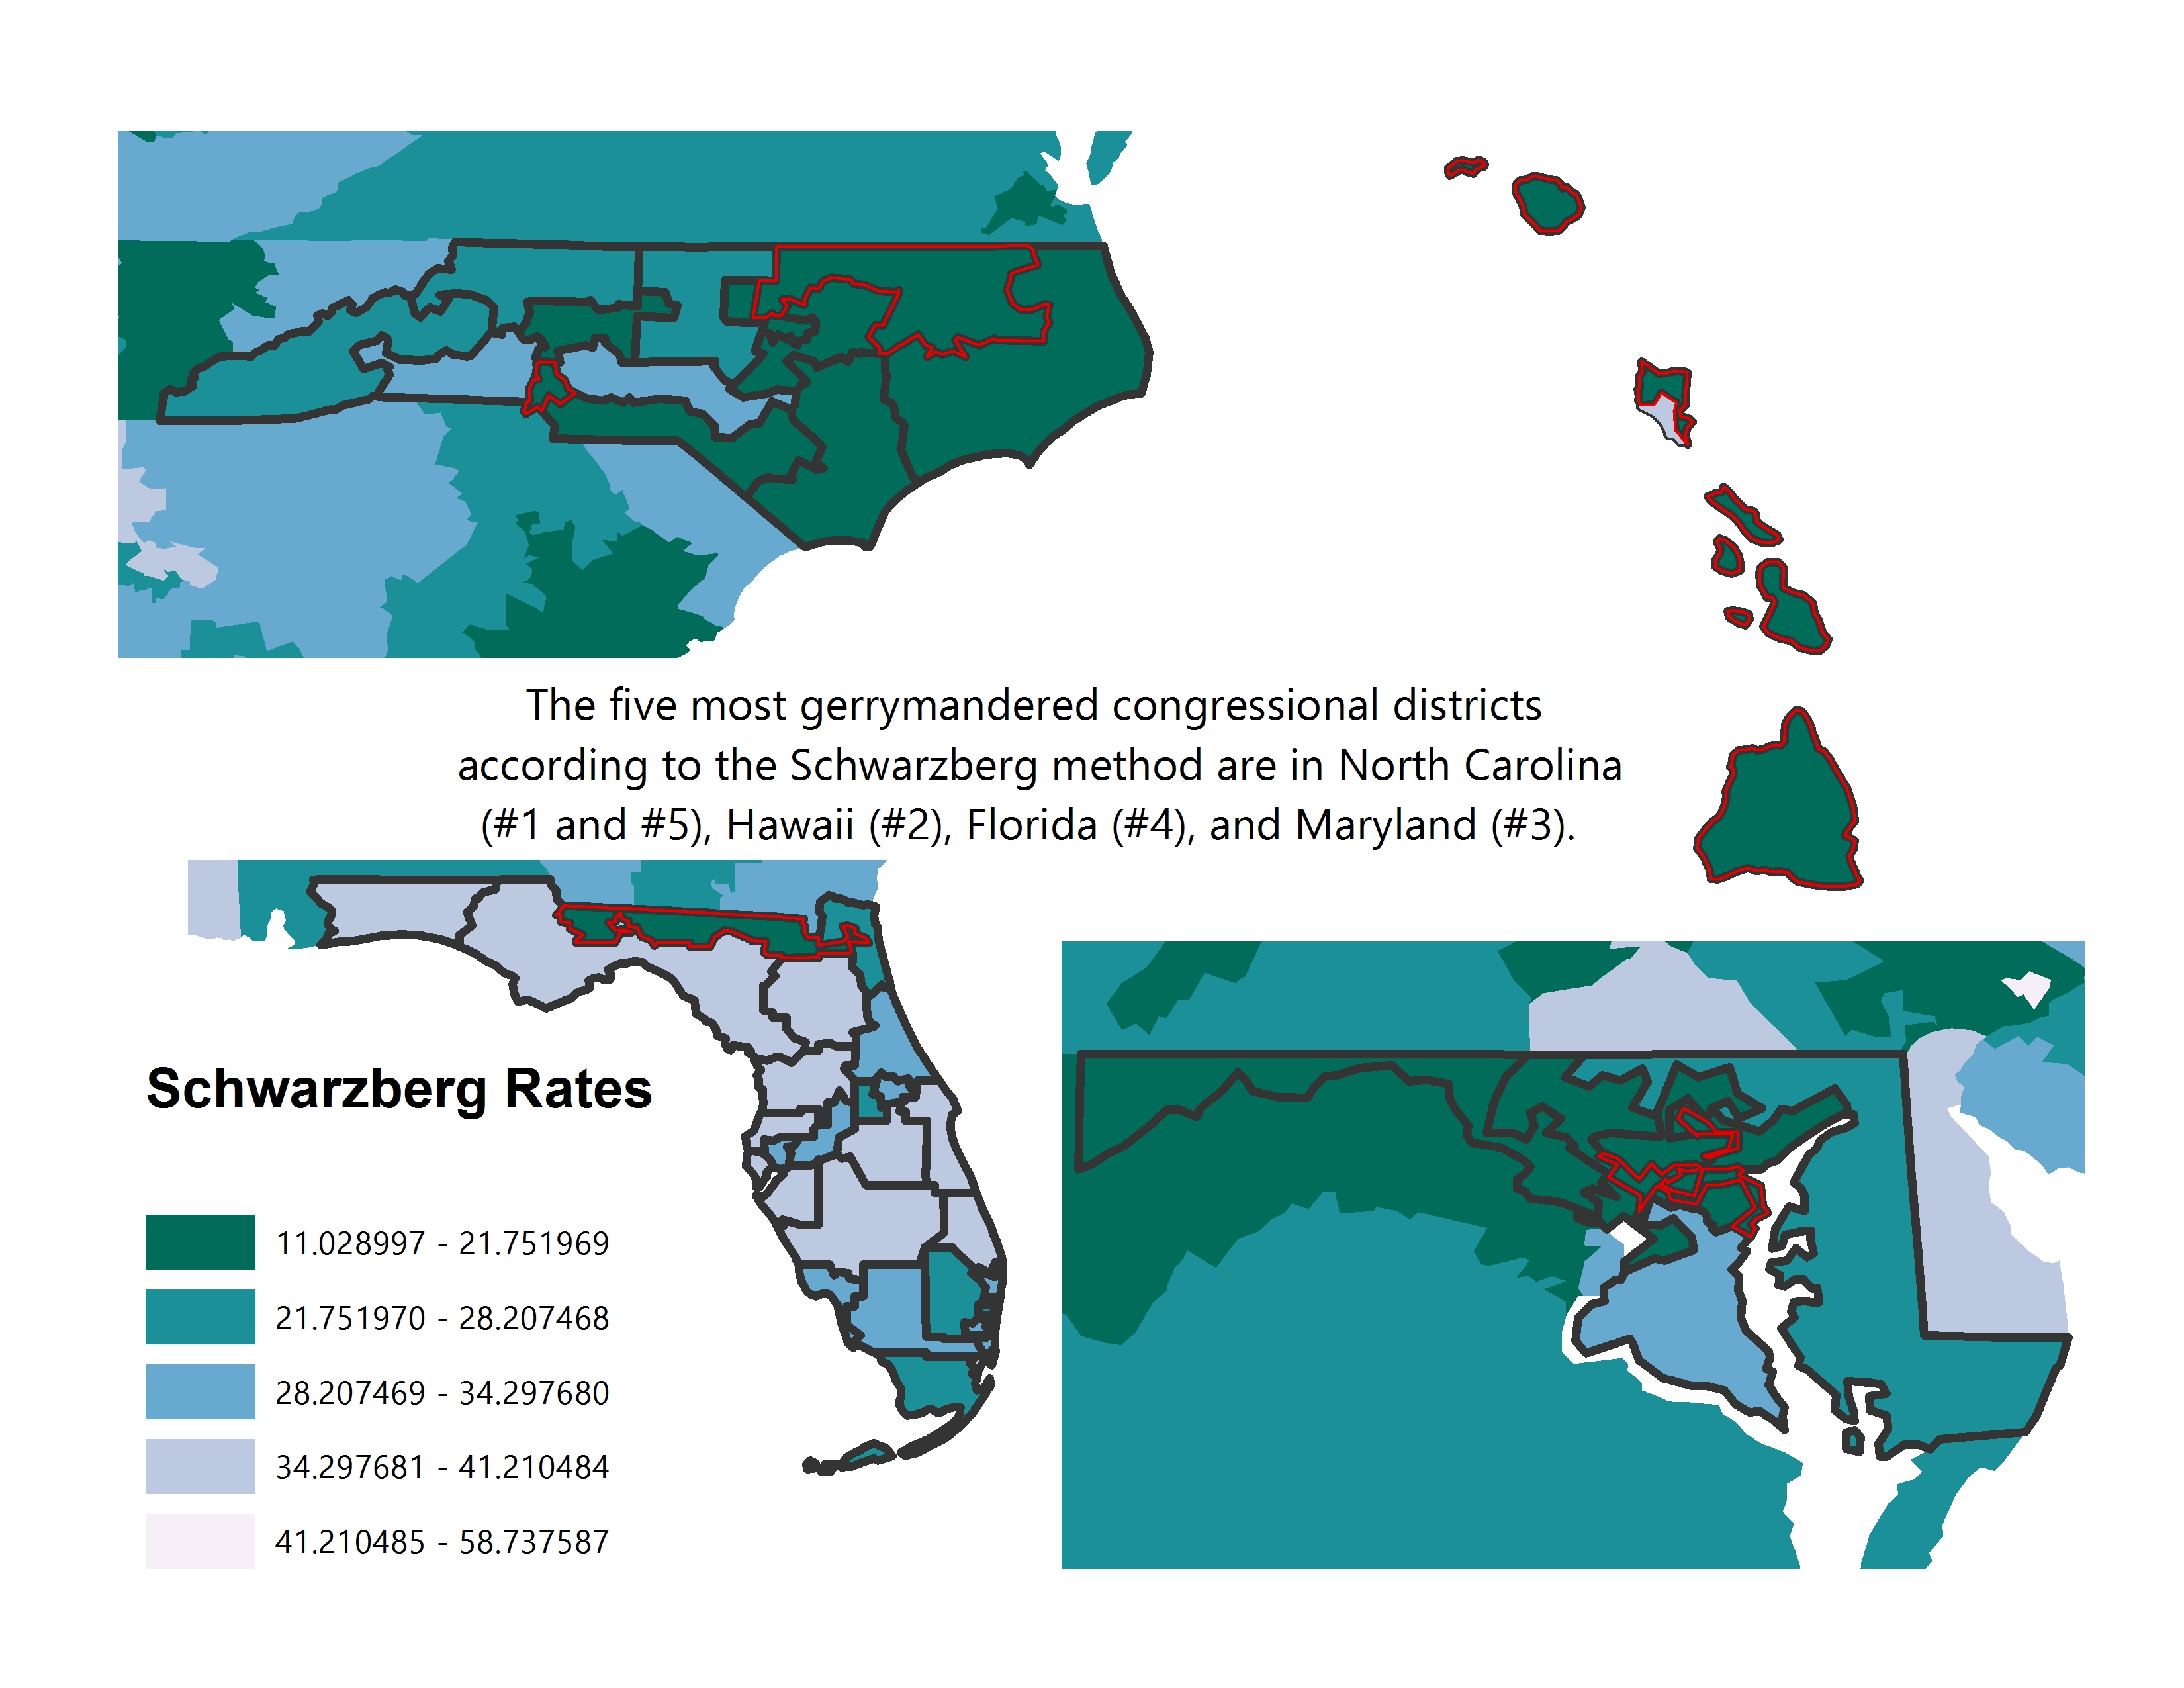 The five most gerrymandered congressional districts
according to the Schwarzberg method are in North Carolina
(#1 and #5), Hawaii (#2), Florida (#4), and Maryland (#3).
Schwarzberg Rates
11.028997 - 21.751969
21.751970 - 28.207468
28.207469 - 34.297680
34.297681 - 41.210484
41.210485 - 58.737587